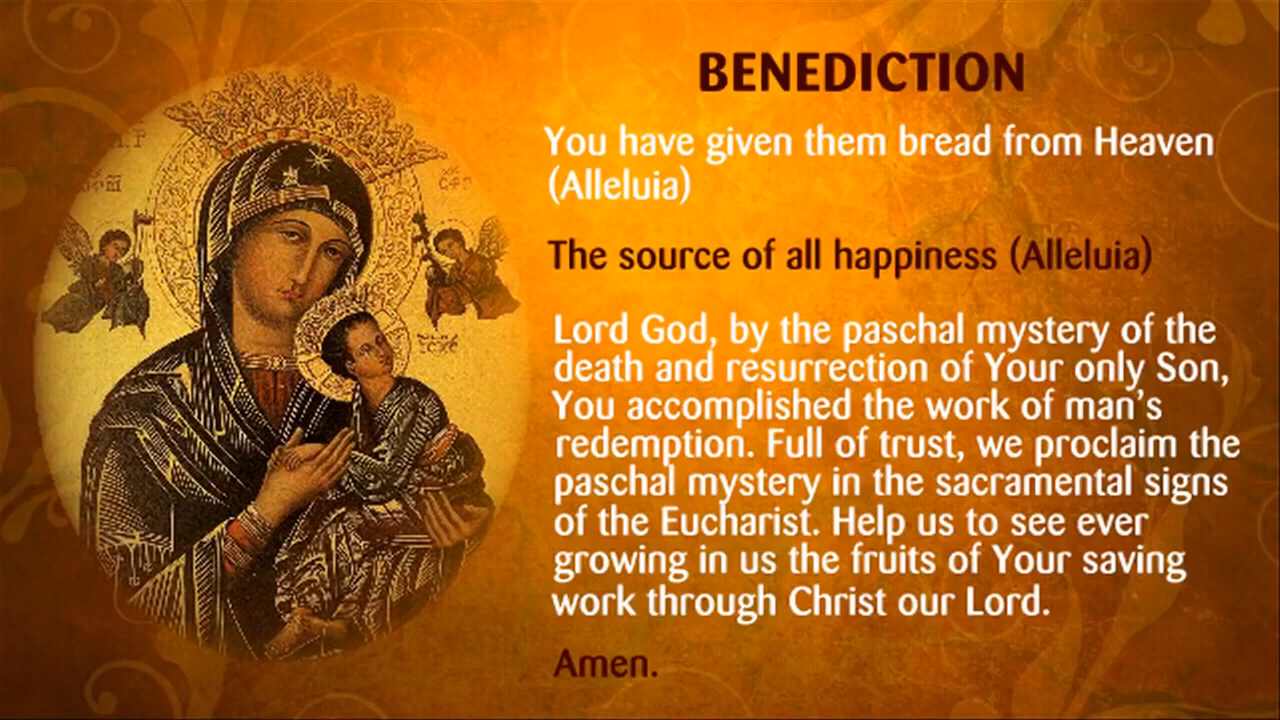 BENEDICTION
You have given them bread from Heaven
(Alleluia)
The source of all happiness (Alleluia)
Lord God, by the paschal mystery of the
death and resurrection of Your only Son,
You accomplished the work of man's
redemption. Full of trust, we proclaim the
paschal mystery in the sacramental signs
of the Eucharist. Help us to see ever
growing in us the fruits of Your saving
work through Christ our Lord.
Amen.